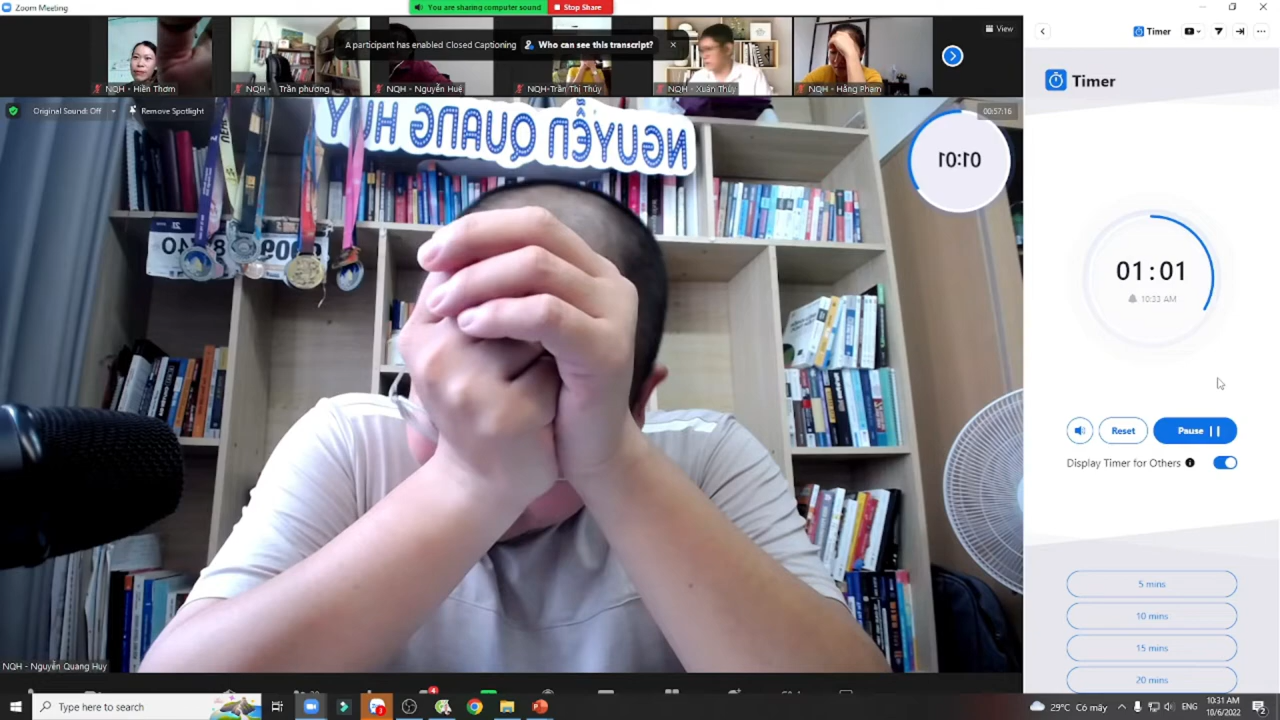 Zoom Meeting
You are sharing computer sound
Stop Share
A participant has enabled Closed Captioning
Who can see this transcript?
View
Timer
NQH - Hiền Thơm
NQH - Trần phương
NQH - Nguyễn Huệ
NQH-Trần Thị Thủy
NQH - Xuân Thủy
NQH - Hằng Phạm
Timer
Original Sound: Off
Remove Spotlight
NGUYỄN QUANG HUY
00:57:16
01:01
01:01
10:33 AM
Reset
Pause
Display Timer for Others
5 mins
10 mins
15 mins
20 mins
NQH - Nguyễn Quang Huy
Type here to search
29°C Có mây
10:31 AM
10/6/2022